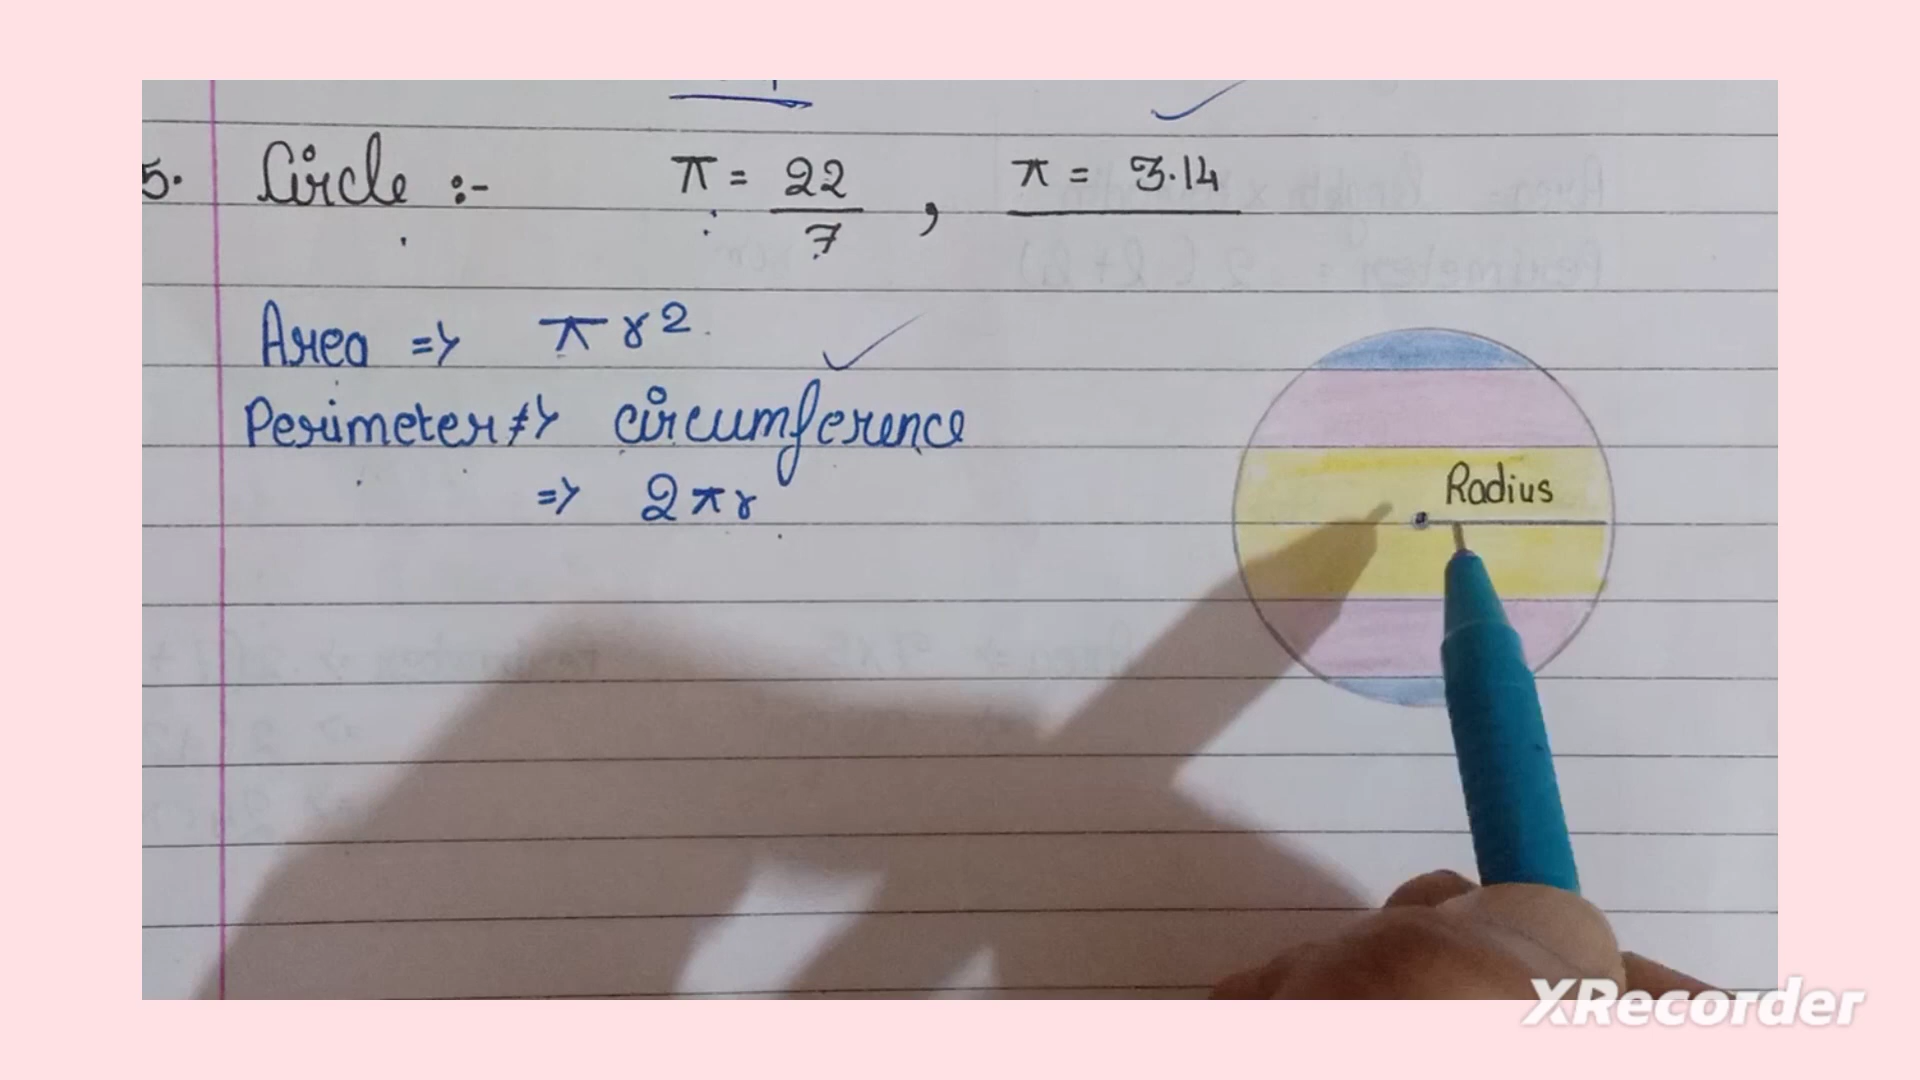 5. Circle :- π = 22/7 , π = 3.14
Area => πr²
Perimeter => circumference
=> 2πr
Radius
XRecorder